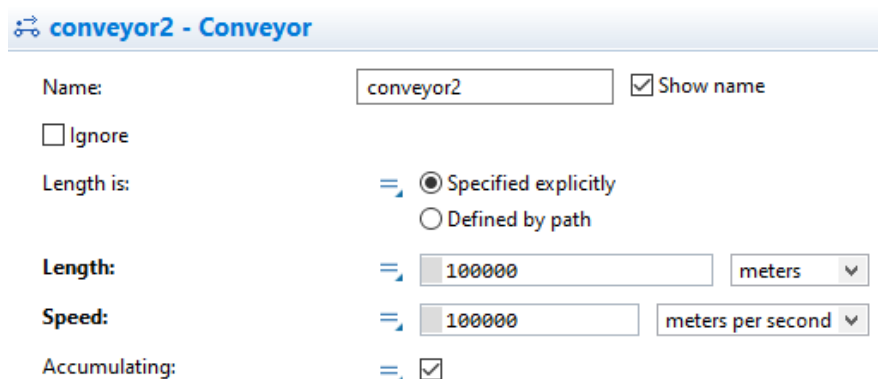 conveyor2 - Conveyor
Name: conveyor2 Show name
Ignore
Length is: Specified explicitly
Defined by path
Length: 100000 meters
Speed: 100000 meters per second
Accumulating: